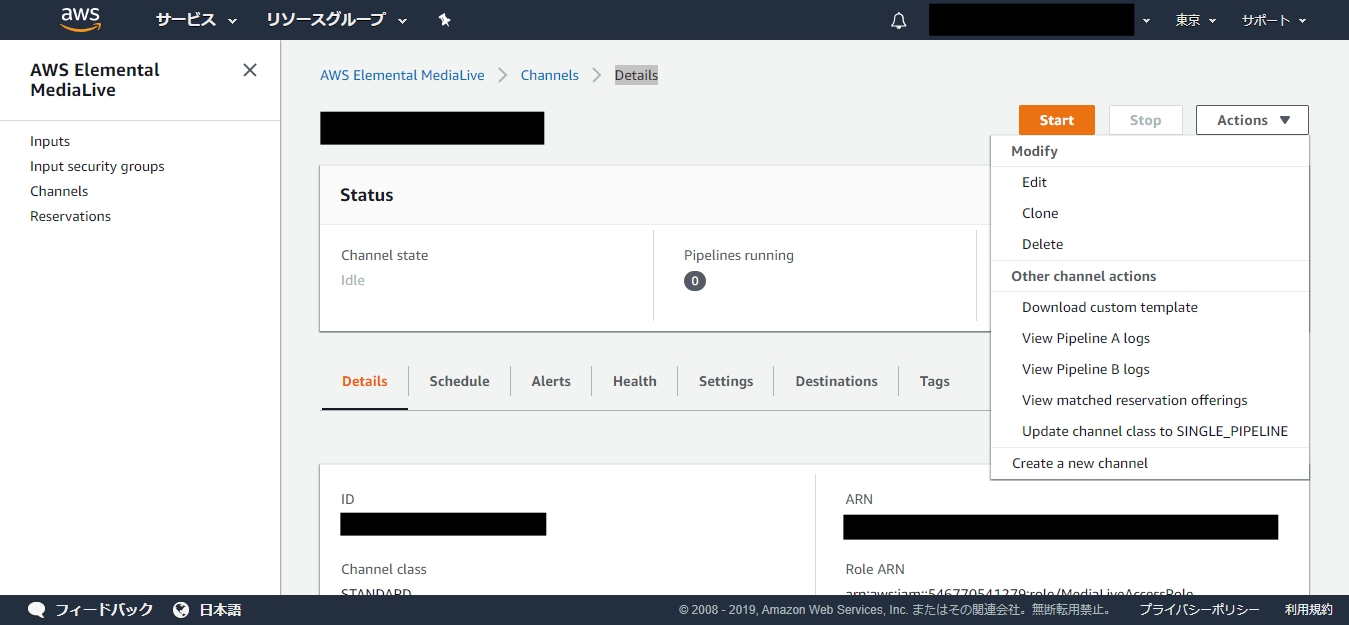 aws サービス リソースグループ 東京 サポート
AWS Elemental
MediaLive
Inputs
Input security groups
Channels
Reservations
AWS Elemental MediaLive Channels Details
Start Stop Actions
Modify
Edit
Clone
Delete
Other channel actions
Download custom template
View Pipeline A logs
View Pipeline B logs
View matched reservation offerings
Update channel class to SINGLE_PIPELINE
Create a new channel
Status
Channel state
Idle
Pipelines running
0
Details Schedule Alerts Health Settings Destinations Tags
ID
ARN
Channel class
STANDARD
Role ARN
arn:aws:iam::546770541279:role/MediaLiveAccessRole
フィードバック 日本語 © 2008 - 2019, Amazon Web Services, Inc. またはその関連会社。無断転用禁止。 プライバシーポリシー 利用規約